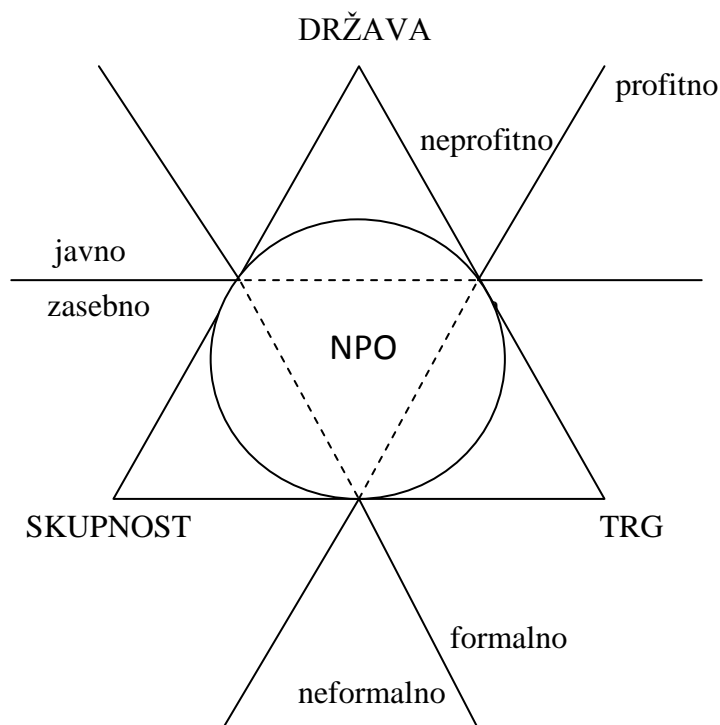 DRŽAVA
profitno
neprofitno
javno
zasebno
NPO
SKUPNOST
TRG
formalno
neformalno